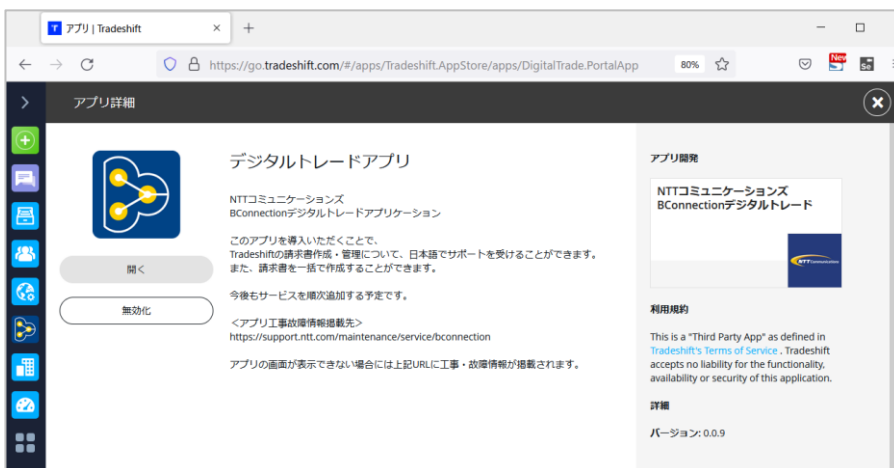 アプリ | Tradeshift
https://go.tradeshift.com/#/apps/Tradeshift.AppStore/apps/DigitalTrade.PortalApp
80%
New
Se
アプリ詳細
デジタルトレードアプリ
NTTコミュニケーションズ
BConnectionデジタルトレードアプリケーション
このアプリを導入いただくことで、
Tradeshiftの請求書作成・管理について、日本語でサポートを受けることができます。
また、請求書を一括で作成することができます。
今後もサービスを順次追加する予定です。
＜アプリ工事故障情報掲載先＞
https://support.ntt.com/maintenance/service/bconnection
アプリの画面が表示できない場合には上記URLに工事・故障情報が掲載されます。
開く
無効化
アプリ開発
NTTコミュニケーションズ
BConnectionデジタルトレード
NTT Communications
利用規約
This is a "Third Party App" as defined in
Tradeshift's Terms of Service . Tradeshift
accepts no liability for the functionality,
availability or security of this application.
詳細
バージョン: 0.0.9